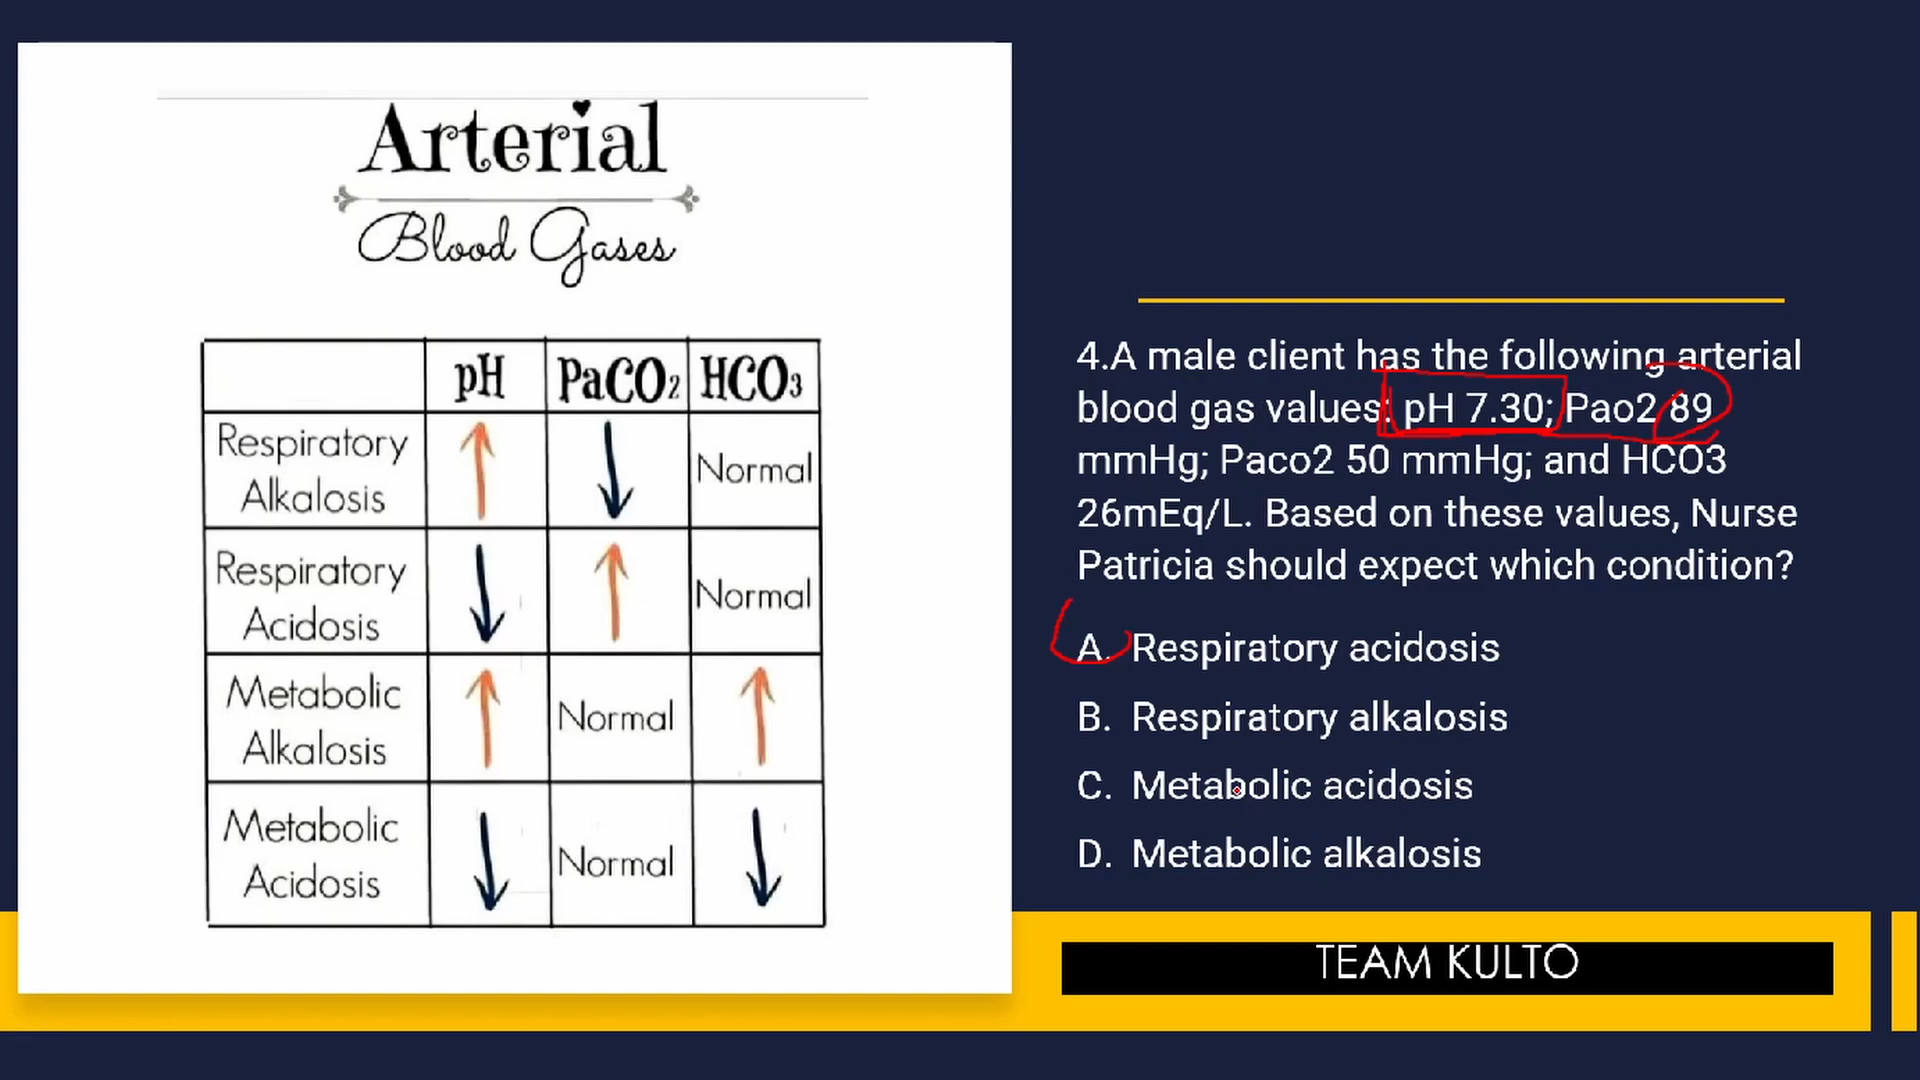 Arterial
Blood Gases
pH PaCO2 HCO3
Respiratory
Alkalosis
Normal
Respiratory
Acidosis
Normal
Metabolic
Alkalosis
Normal
Metabolic
Acidosis
Normal
4.A male client has the following arterial
blood gas values: pH 7.30; Pao2 89
mmHg; Paco2 50 mmHg; and HCO3
26mEq/L. Based on these values, Nurse
Patricia should expect which condition?
A. Respiratory acidosis
B. Respiratory alkalosis
C. Metabolic acidosis
D. Metabolic alkalosis
TEAM KULTO